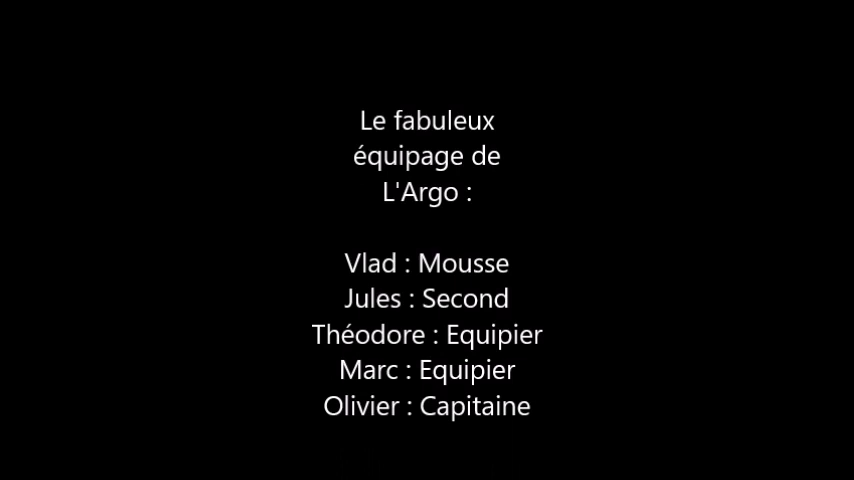 Le fabuleux
équipage de
L'Argo :
Vlad : Mousse
Jules : Second
Théodore : Equipier
Marc : Equipier
Olivier : Capitaine